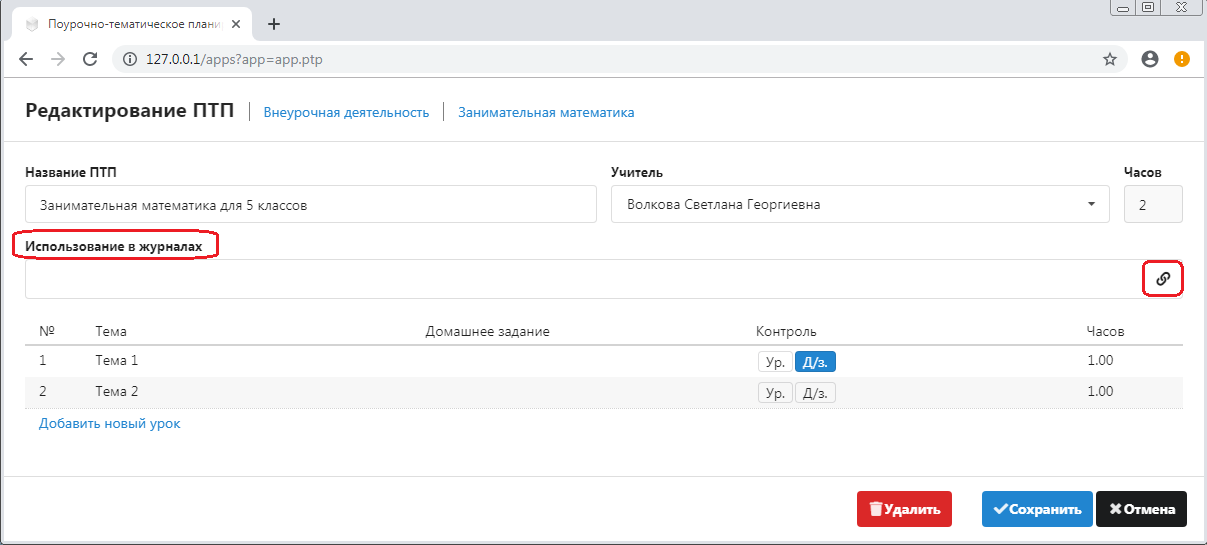 Поурочно-тематическое плани
127.0.0.1/apps?app=app.ptp
Редактирование ПТП | Внеурочная деятельность | Занимательная математика
Название ПТП Учитель Часов
Занимательная математика для 5 классов Волкова Светлана Георгиевна 2
Использование в журналах
№ Тема Домашнее задание Контроль Часов
1 Тема 1 Ур. Д/з. 1.00
2 Тема 2 Ур. Д/з. 1.00
Добавить новый урок
Удалить Сохранить Отмена